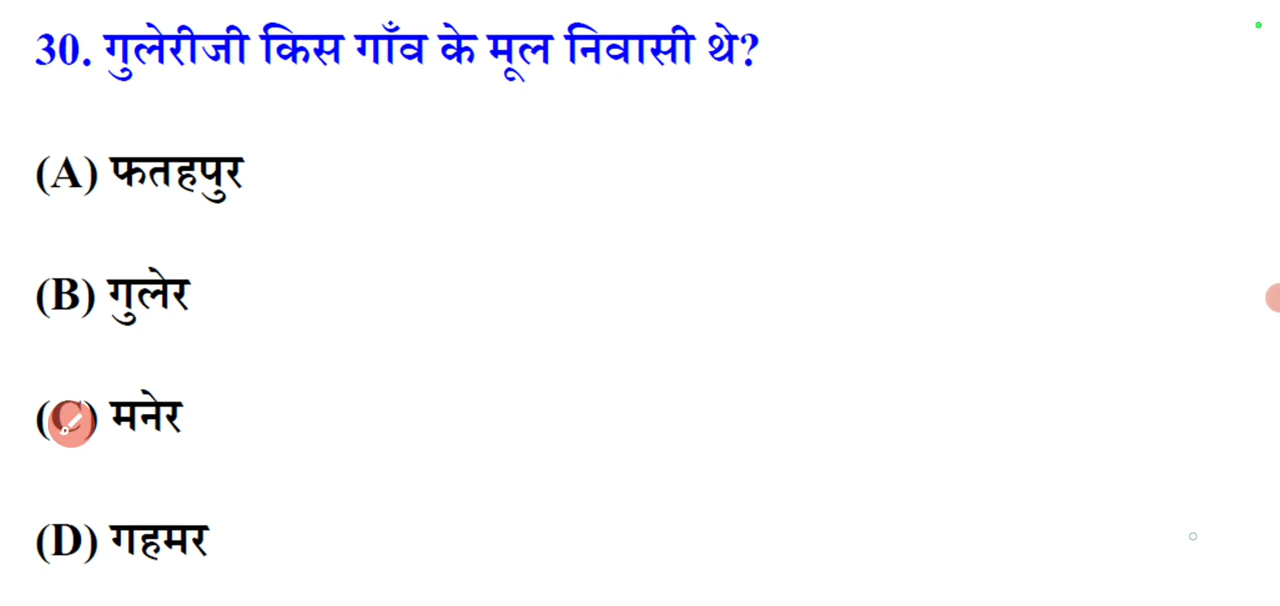 30. गुलेरीजी किस गाँव के मूल निवासी थे?
(A) फतहपुर
(B) गुलेर
(C) मनेर
(D) गहमर